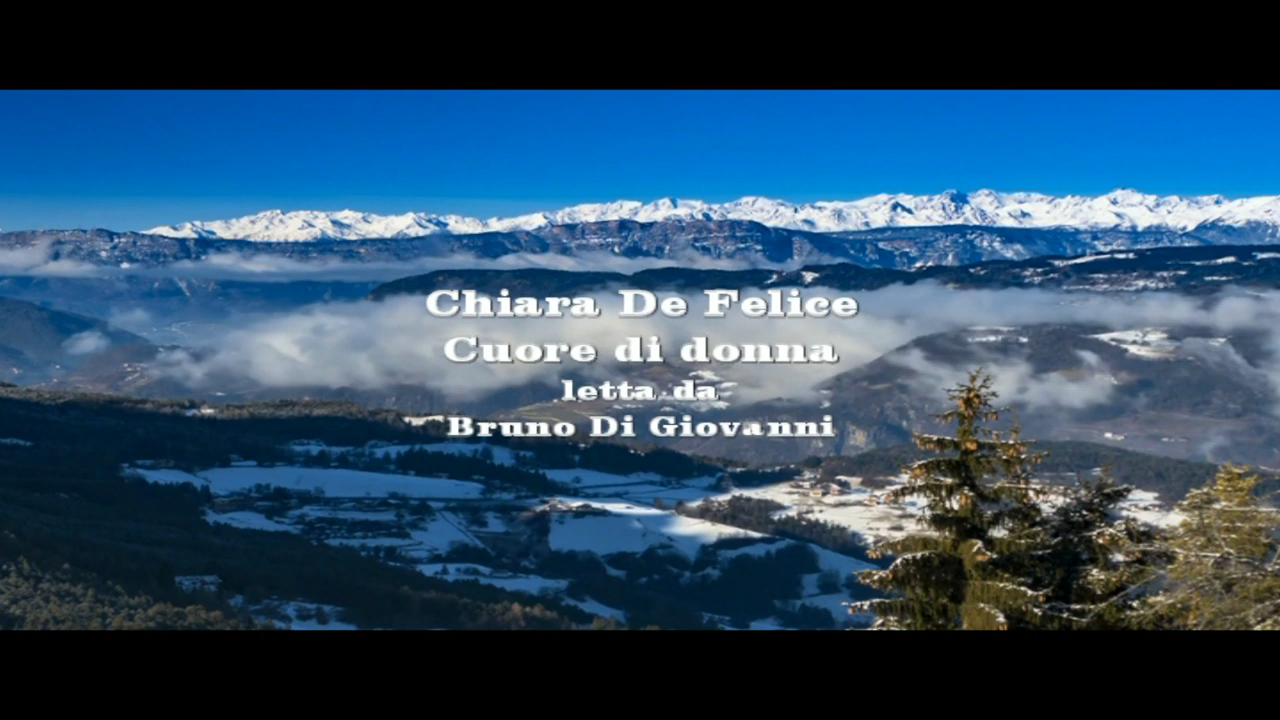 Chiara De Felice
Cuore di donna
letta da
Bruno Di Giovanni